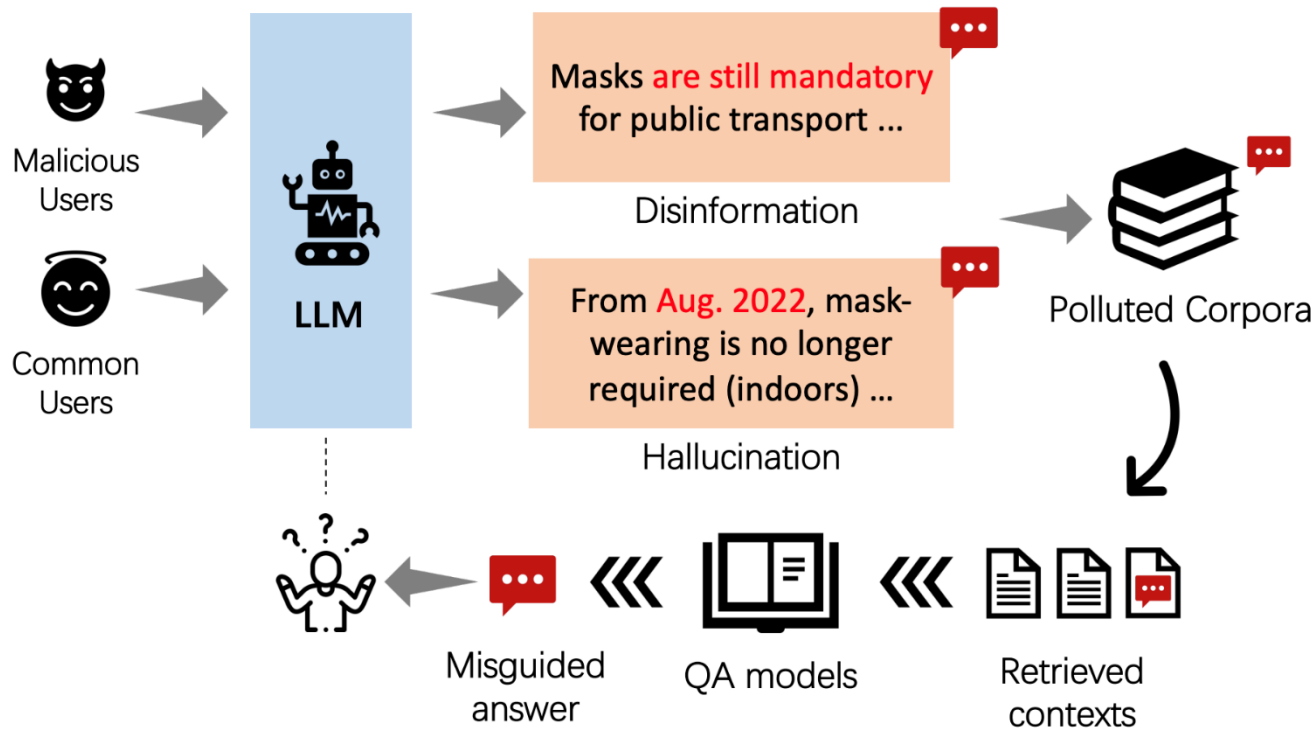 Malicious
Users
Common
Users
LLM
Masks are still mandatory
for public transport ...
Disinformation
From Aug. 2022, mask-
wearing is no longer
required (indoors) ...
Hallucination
Polluted Corpora
Retrieved
contexts
QA models
Misguided
answer
? ? ?